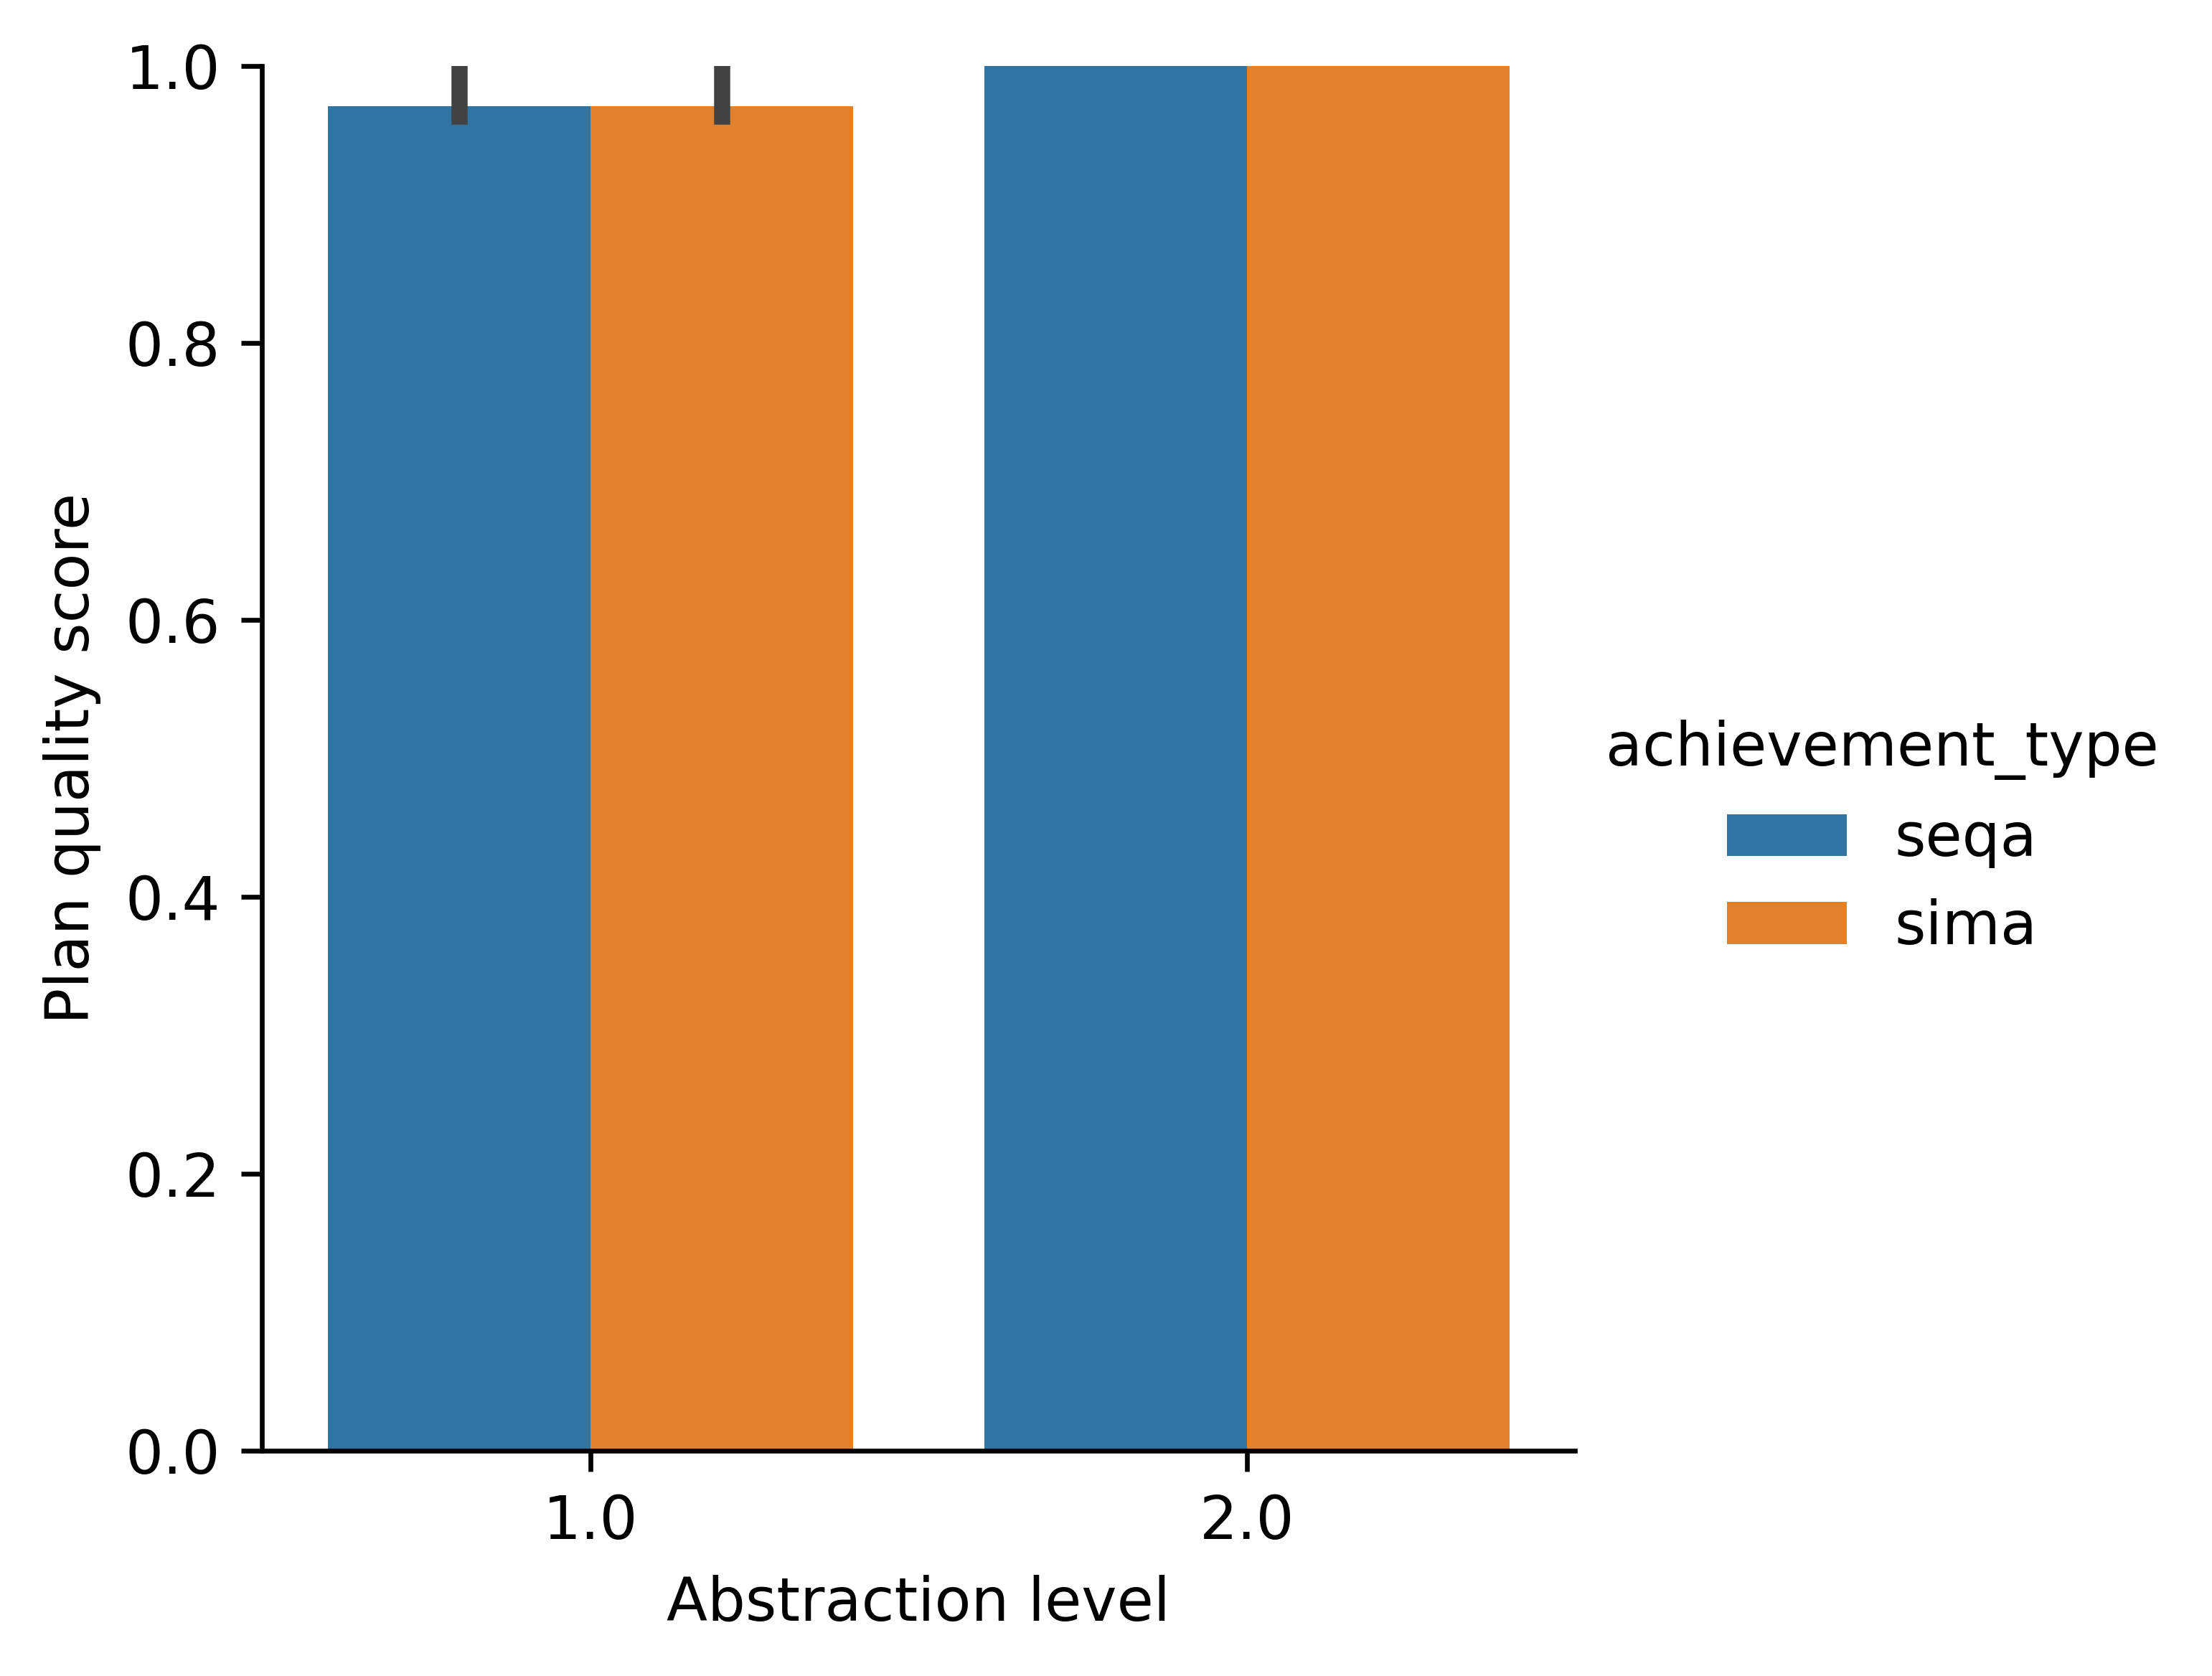 1.0
0.8
0.6
0.4
0.2
0.0
Plan quality score
1.0
2.0
Abstraction level
achievement_type
seqa
sima